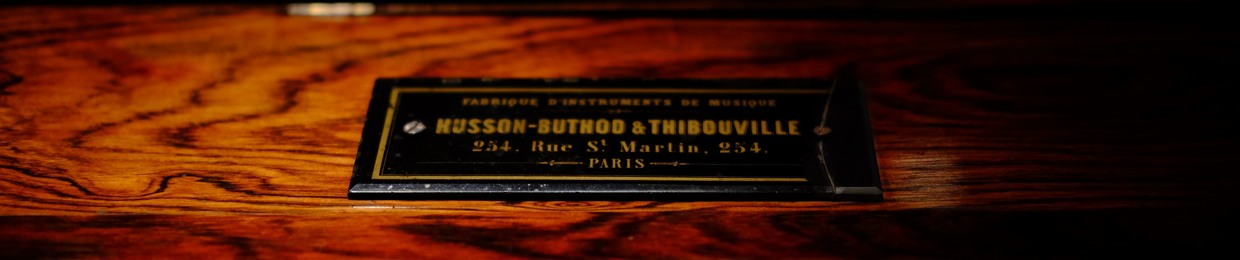 FABRIQUE D'INSTRUMENTS DE MUSIQUE
HUSSON-BUTHOD & THIBOUVILLE
254. Rue St Martin, 254.
PARIS